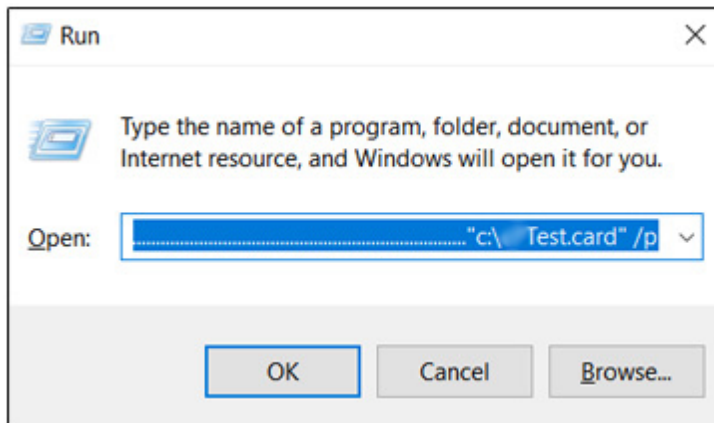 Run
Type the name of a program, folder, document, or
Internet resource, and Windows will open it for you.
Open: "c:\ Test.card" /p
OK Cancel Browse...